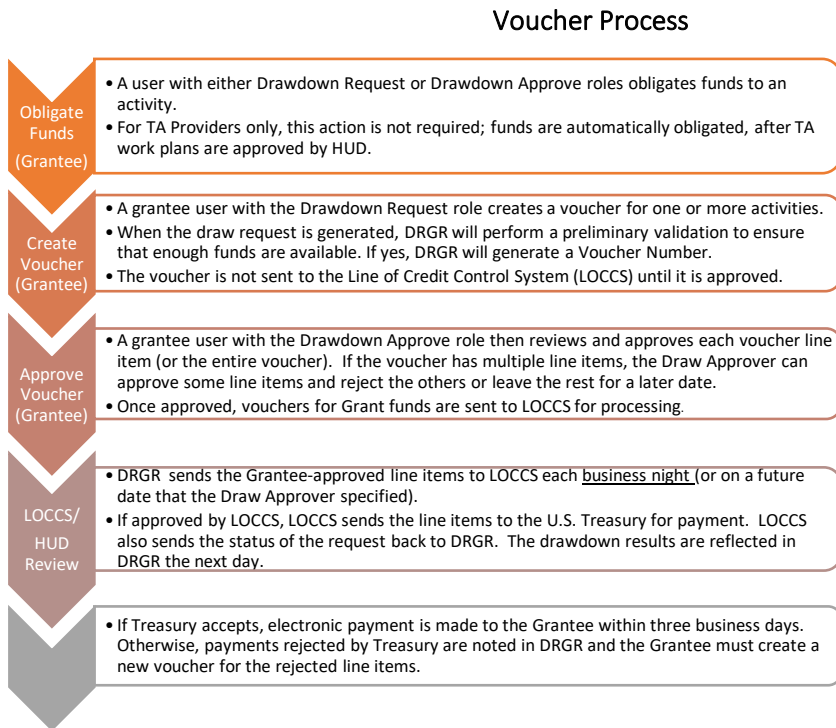 Voucher Process
Obligate
Funds
(Grantee)
• A user with either Drawdown Request or Drawdown Approve roles obligates funds to an
activity.
• For TA Providers only, this action is not required; funds are automatically obligated, after TA
work plans are approved by HUD.
Create
Voucher
(Grantee)
• A grantee user with the Drawdown Request role creates a voucher for one or more activities.
• When the draw request is generated, DRGR will perform a preliminary validation to ensure
that enough funds are available. If yes, DRGR will generate a Voucher Number.
• The voucher is not sent to the Line of Credit Control System (LOCCS) until it is approved.
Approve
Voucher
(Grantee)
• A grantee user with the Drawdown Approve role then reviews and approves each voucher line
item (or the entire voucher).  If the voucher has multiple line items, the Draw Approver can
approve some line items and reject the others or leave the rest for a later date.
• Once approved, vouchers for Grant funds are sent to LOCCS for processing.
LOCCS/
HUD
Review
• DRGR  sends the Grantee-approved line items to LOCCS each business night (or on a future
date that the Draw Approver specified).
• If approved by LOCCS, LOCCS sends the line items to the U.S. Treasury for payment.  LOCCS
also sends the status of the request back to DRGR.  The drawdown results are reflected in
DRGR the next day.
• If Treasury accepts, electronic payment is made to the Grantee within three business days.
Otherwise, payments rejected by Treasury are noted in DRGR and the Grantee must create a
new voucher for the rejected line items.